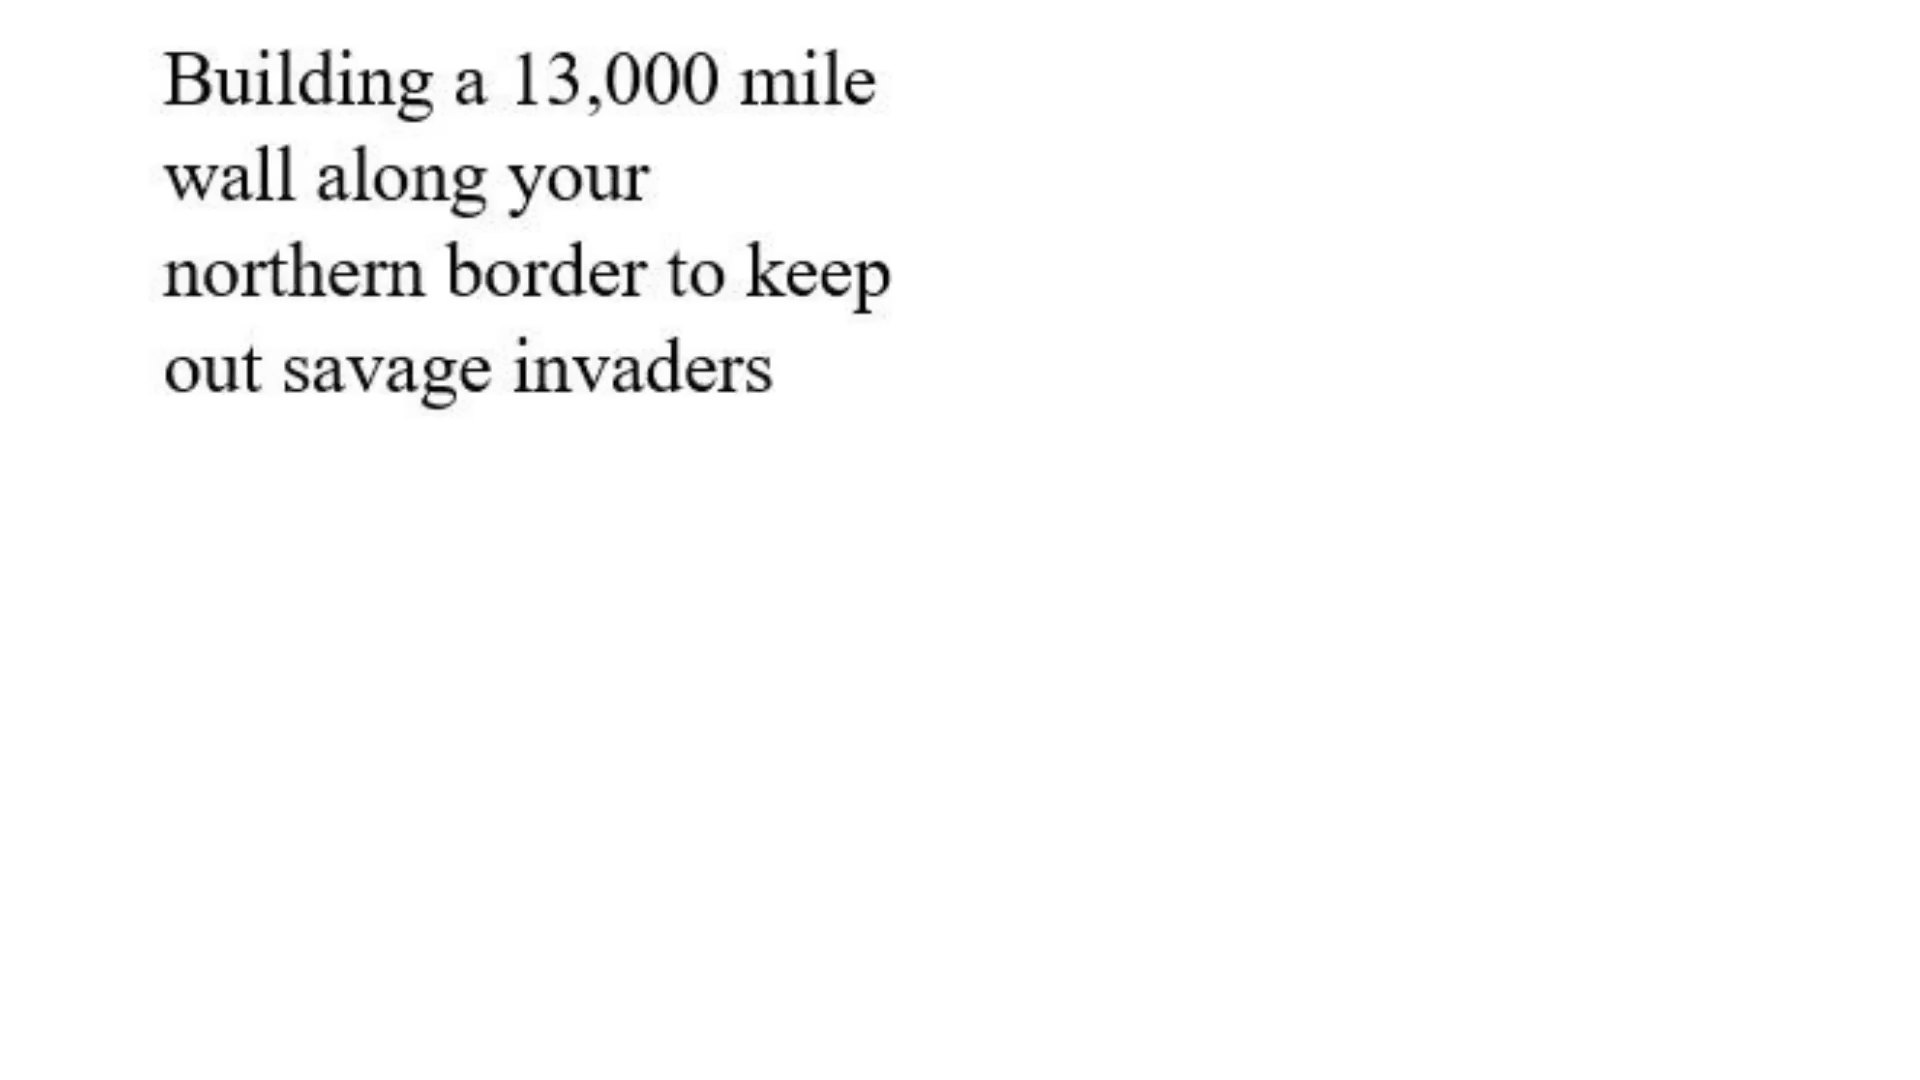 Building a 13,000 mile
wall along your
northern border to keep
out savage invaders